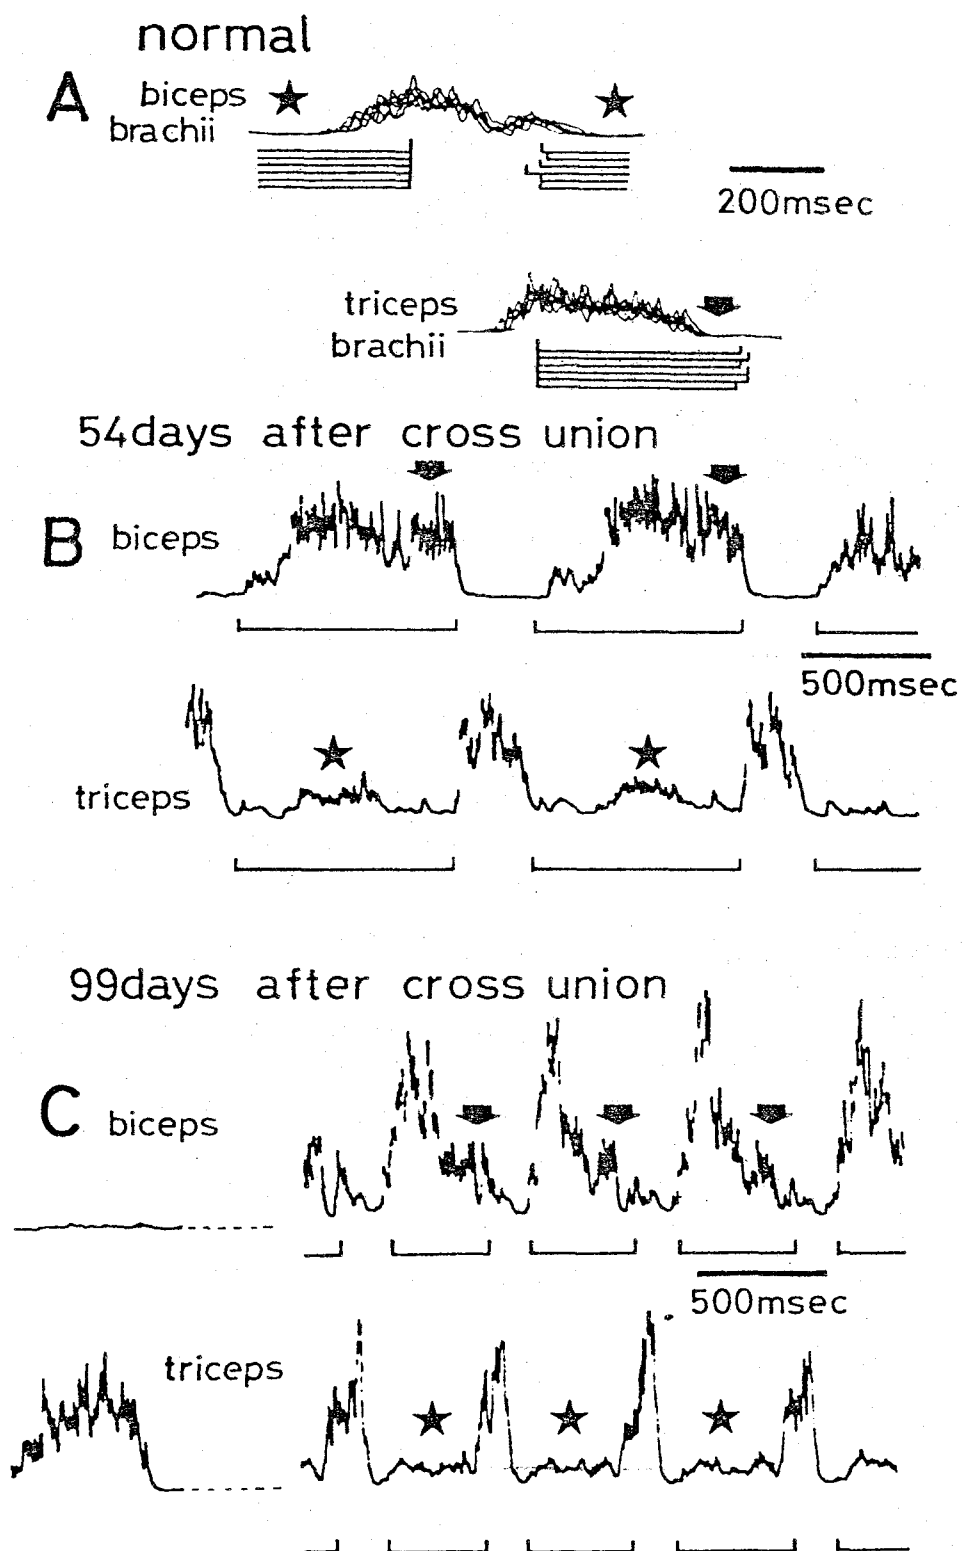 normal
A biceps
brachii
200msec
triceps
brachii
54days after cross union
B biceps
500msec
triceps
99days after cross union
C biceps
500msec
triceps